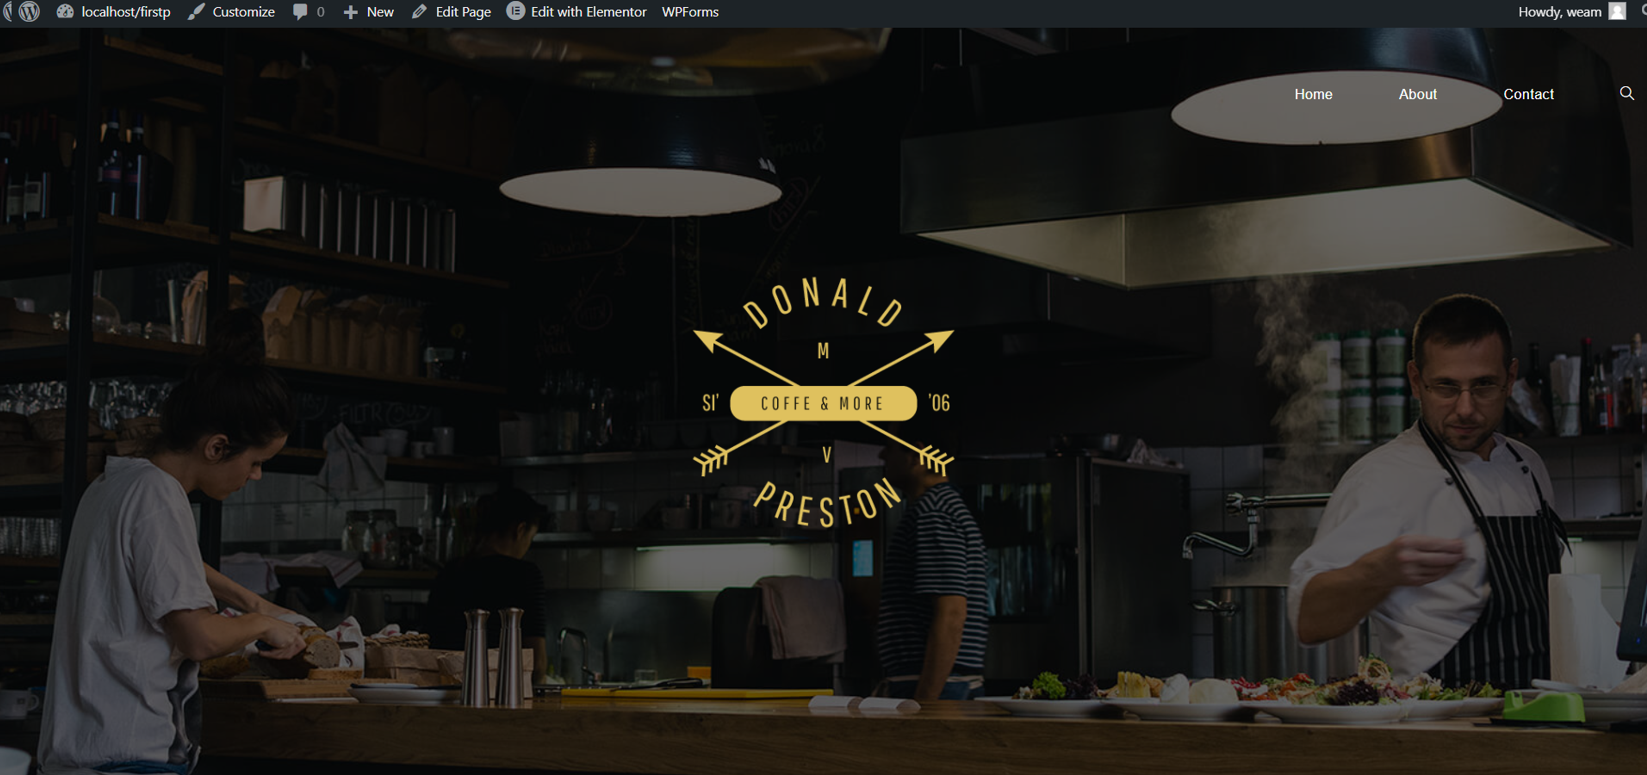 localhost/firstp Customize 0 New Edit Page Edit with Elementor WPForms Howdy, weam
Home About Contact
DONALD
M
SI' COFFE & MORE '06
V
PRESTON